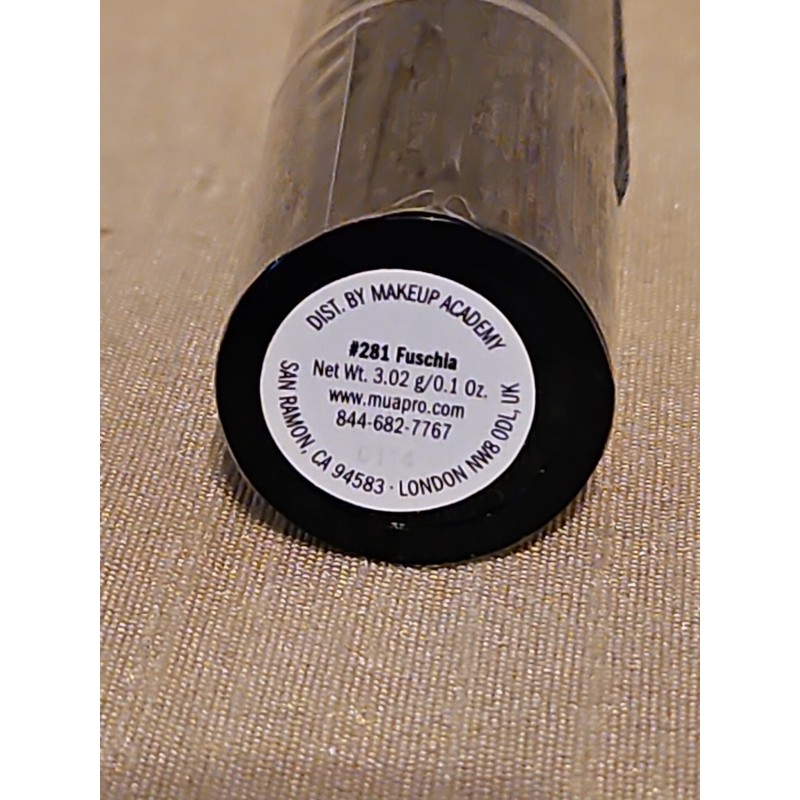 DIST. BY MAKEUP ACADEMY
#281 Fuschia
Net Wt. 3.02 g/0.1 Oz.
www.muapro.com
844-682-7767
SAN RAMON, CA 94583 · LONDON NW8 0DL, UK